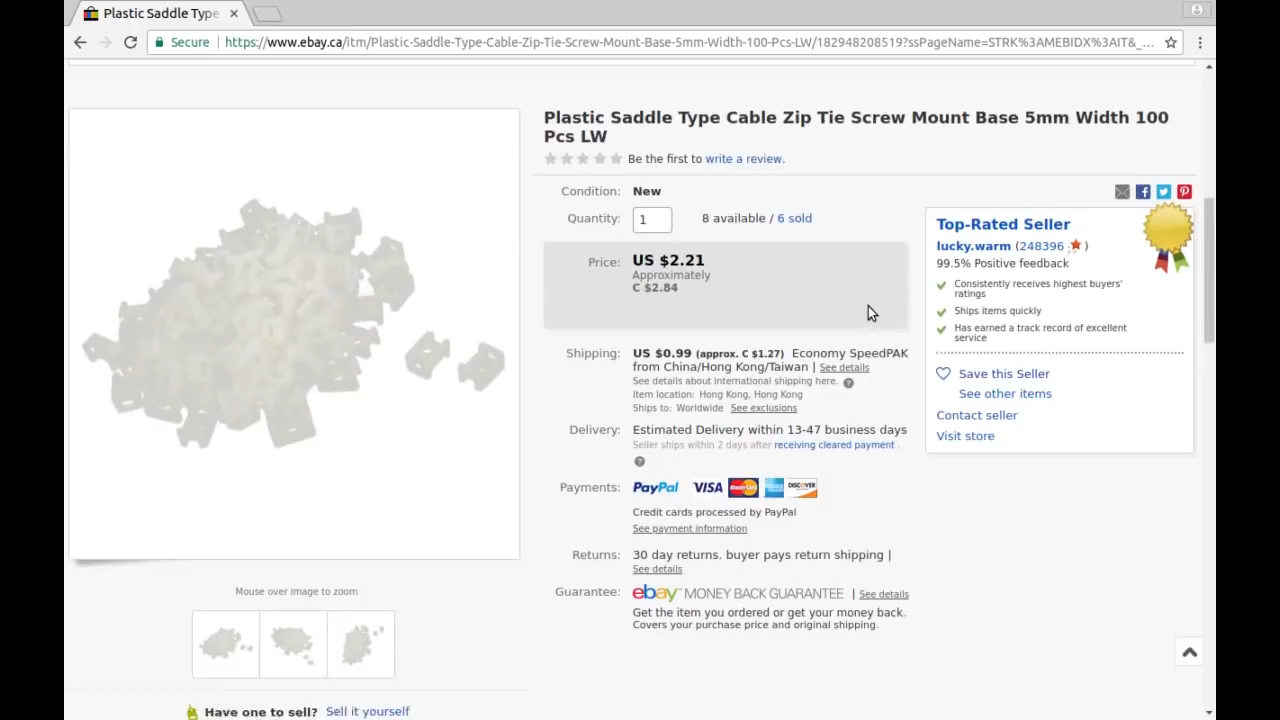 Plastic Saddle Type
Secure
https://www.ebay.ca/itm/Plastic-Saddle-Type-Cable-Zip-Tie-Screw-Mount-Base-5mm-Width-100-Pcs-LW/182948208519?ssPageName=STRK%3AMEBIDX%3AIT&_...
Plastic Saddle Type Cable Zip Tie Screw Mount Base 5mm Width 100
Pcs LW
Be the first to write a review.
Condition: New
Quantity: 1 8 available / 6 sold
Price: US $2.21
Approximately
C $2.84
Shipping: US $0.99 (approx. C $1.27) Economy SpeedPAK
from China/Hong Kong/Taiwan | See details
See details about international shipping here. ?
Item location: Hong Kong, Hong Kong
Ships to: Worldwide See exclusions
Delivery: Estimated Delivery within 13-47 business days
Seller ships within 2 days after receiving cleared payment .
?
Payments: PayPal VISA MasterCard AMERICAN EXPRESS DISCOVER
Credit cards processed by PayPal
See payment information
Returns: 30 day returns. buyer pays return shipping |
See details
Guarantee: ebay MONEY BACK GUARANTEE | See details
Get the item you ordered or get your money back.
Covers your purchase price and original shipping.
Top-Rated Seller
lucky.warm (248396 )
99.5% Positive feedback
Consistently receives highest buyers'
ratings
Ships items quickly
Has earned a track record of excellent
service
Save this Seller
See other items
Contact seller
Visit store
Mouse over image to zoom
Have one to sell? Sell it yourself